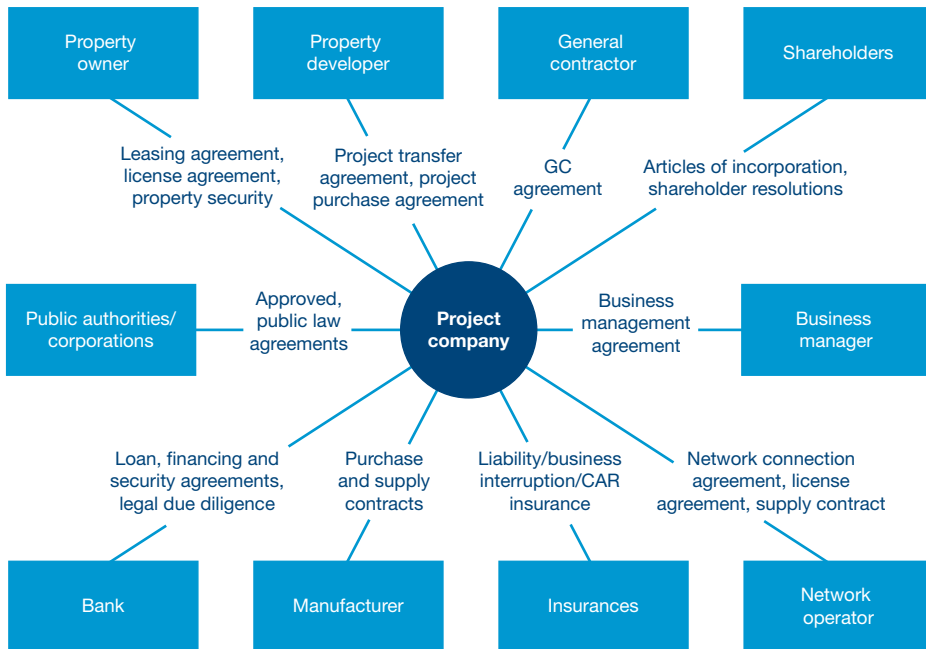 Property
owner
Property
developer
General
contractor
Shareholders
Leasing agreement,
license agreement,
property security
Project transfer
agreement, project
purchase agreement
GC
agreement
Articles of incorporation,
shareholder resolutions
Public authorities/
corporations
Approved,
public law
agreements
Project
company
Business
management
agreement
Business
manager
Loan, financing and
security agreements,
legal due diligence
Purchase
and supply
contracts
Liability/business
interruption/CAR
insurance
Network connection
agreement, license
agreement, supply contract
Bank
Manufacturer
Insurances
Network
operator